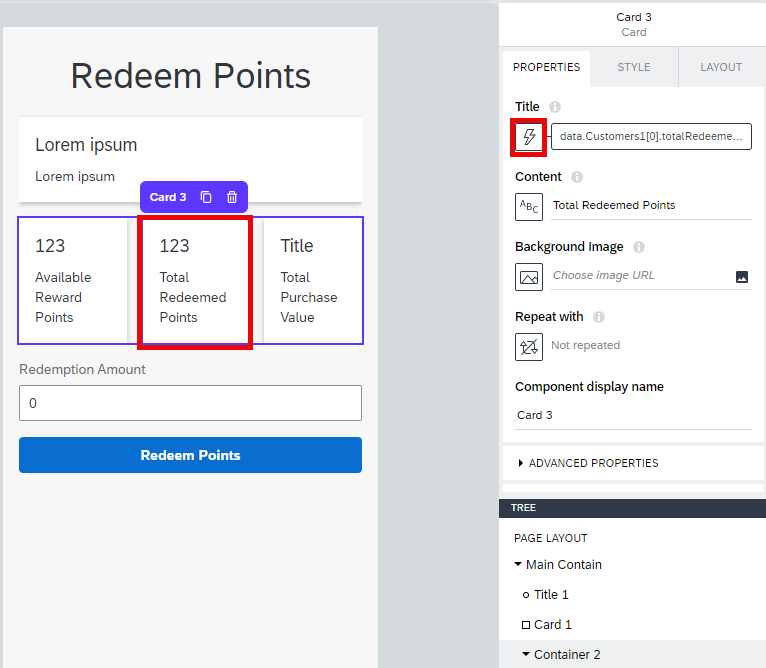 Redeem Points
Lorem ipsum
Lorem ipsum
Card 3
123
Available
Reward
Points
123
Total
Redeemed
Points
Title
Total
Purchase
Value
Redemption Amount
0
Redeem Points
Card 3
Card
PROPERTIES STYLE LAYOUT
Title
data.Customers1[0].totalRedeeme...
Content
ABC Total Redeemed Points
Background Image
Choose image URL
Repeat with
Not repeated
Component display name
Card 3
ADVANCED PROPERTIES
TREE
PAGE LAYOUT
Main Contain
Title 1
Card 1
Container 2